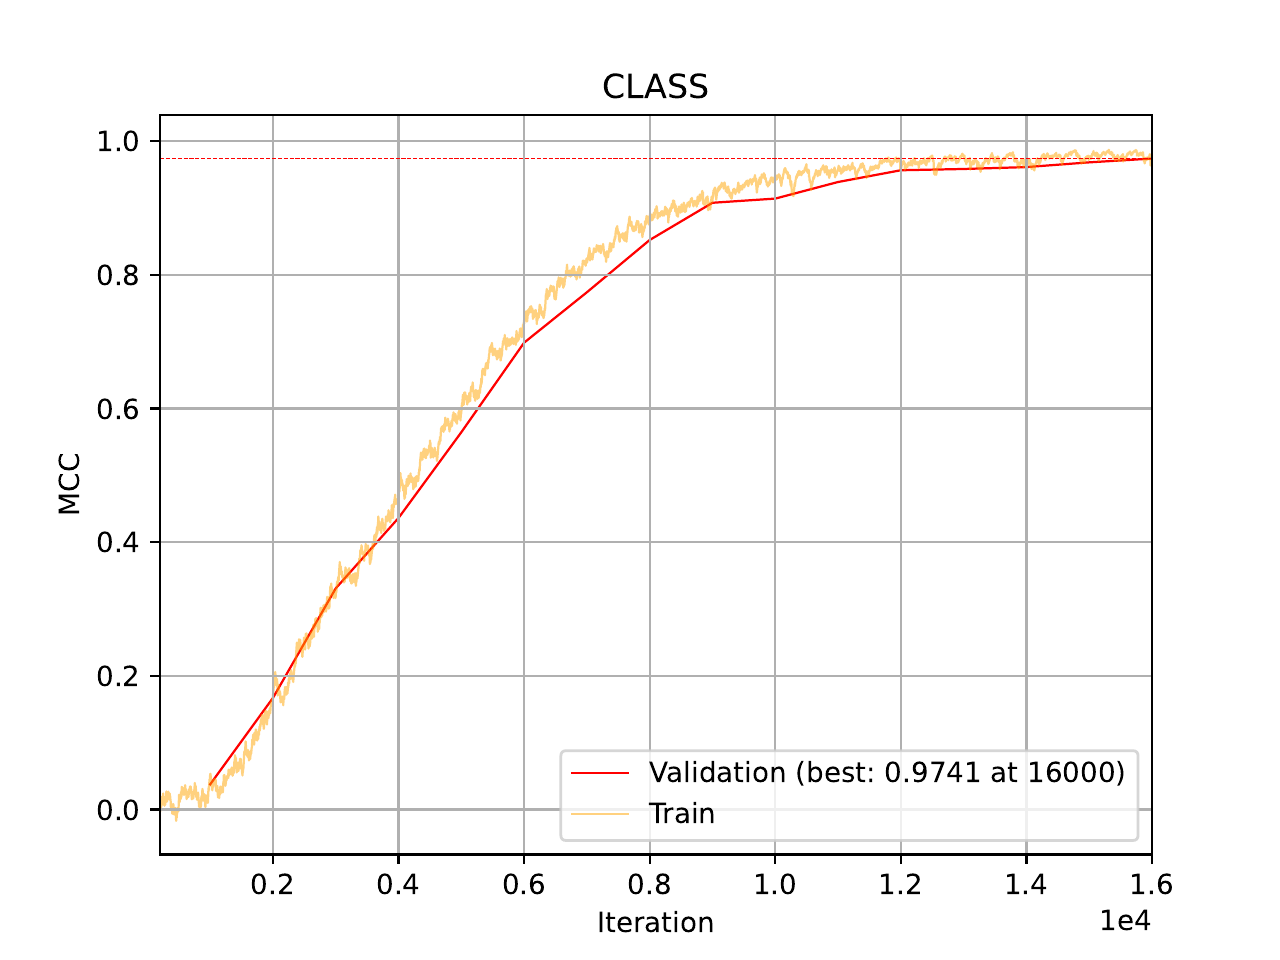 CLASS
1.0
0.8
0.6
0.4
0.2
0.0
MCC
Validation (best: 0.9741 at 16000)
Train
0.2 0.4 0.6 0.8 1.0 1.2 1.4 1.6
1e4
Iteration